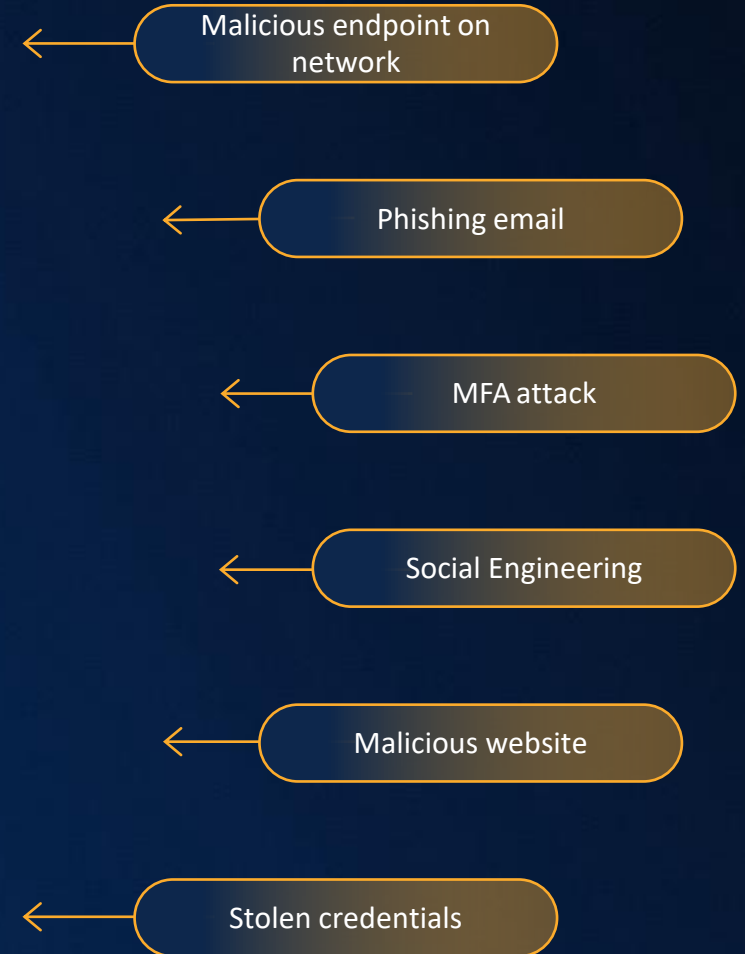 Malicious endpoint on
network
Phishing email
MFA attack
Social Engineering
Malicious website
Stolen credentials